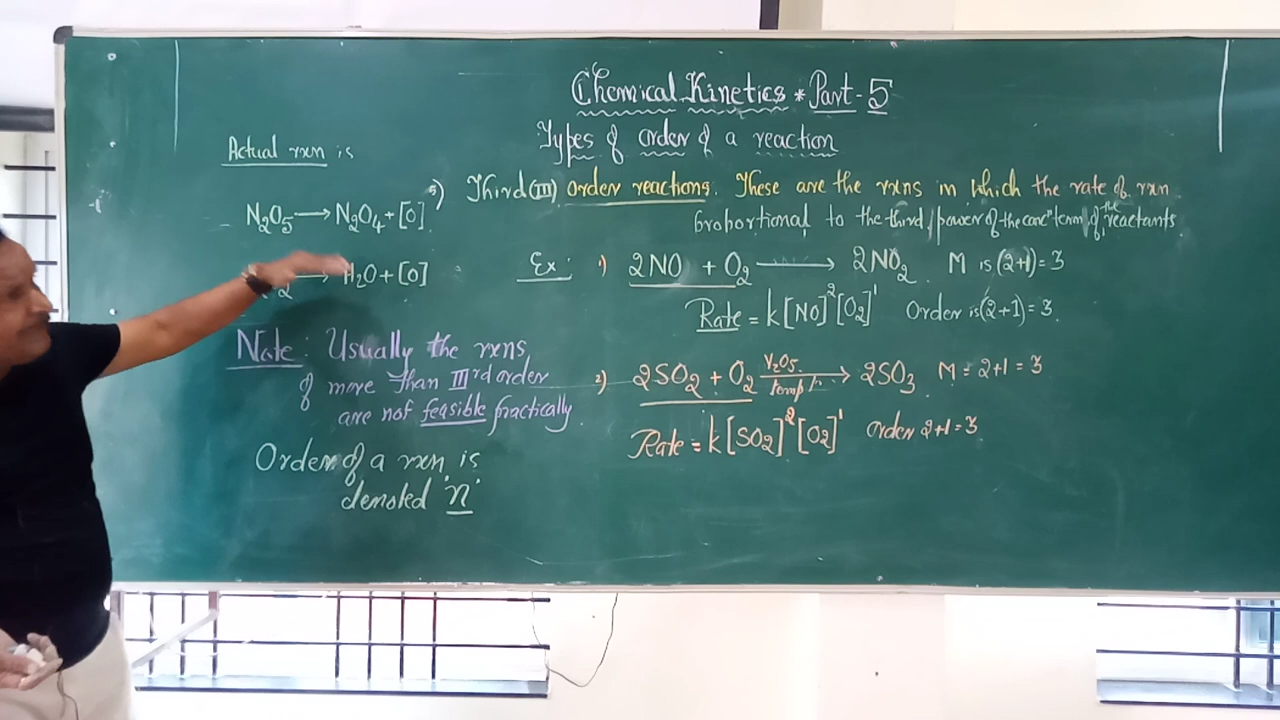 Chemical Kinetics * Part-5
Types of order of a reaction
Actual rxn is
N₂O₅ → N₂O₄ + [O]
→ H₂O + [O]
Note: Usually the rxns
of more than IIIrd order
are not feasible practically.
Order of a rxn is
denoted 'n'
5) Third (III) order reactions. These are the rxns in which the rate of rxn
proportional to the third power of the concⁿ term of the reactants.
Ex: 1) 2NO + O₂ → 2NO₂ M is (2+1) = 3
Rate = k[NO]²[O₂]¹ Order is (2+1) = 3.
2) 2SO₂ + O₂ V₂O₅ temp → 2SO₃ M = 2+1 = 3
Rate = k[SO₂]²[O₂]¹ Order 2+1 = 3